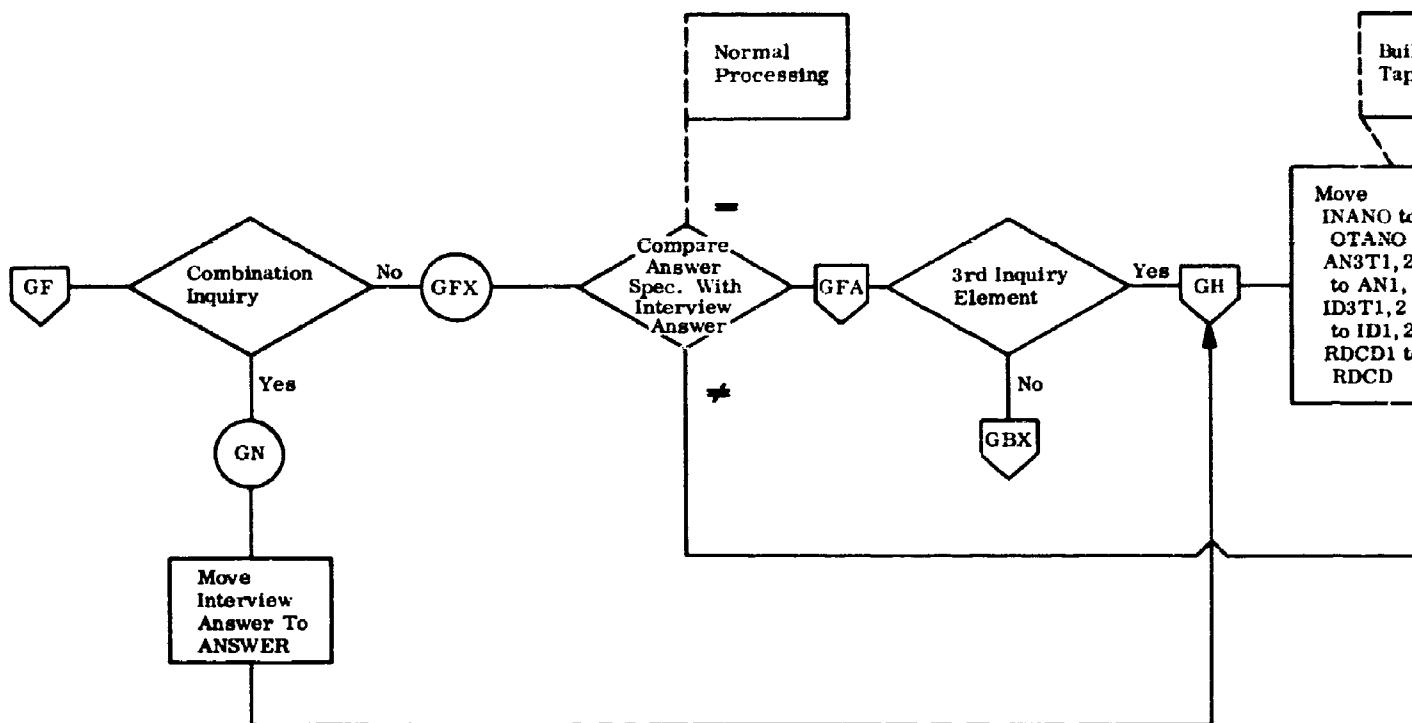 Normal
Processing
Buil
Tap
Move
INANO to
OTANO
AN3T1, 2
to AN1,
ID3T1, 2
to ID1, 2
RDCD1 t
RDCD
=
GF
Combination
Inquiry
No
GFX
Compare
Answer
Spec. With
Interview
Answer
GFA
3rd Inquiry
Element
Yes
GH
Yes
≠
No
GN
GBX
Move
Interview
Answer To
ANSWER